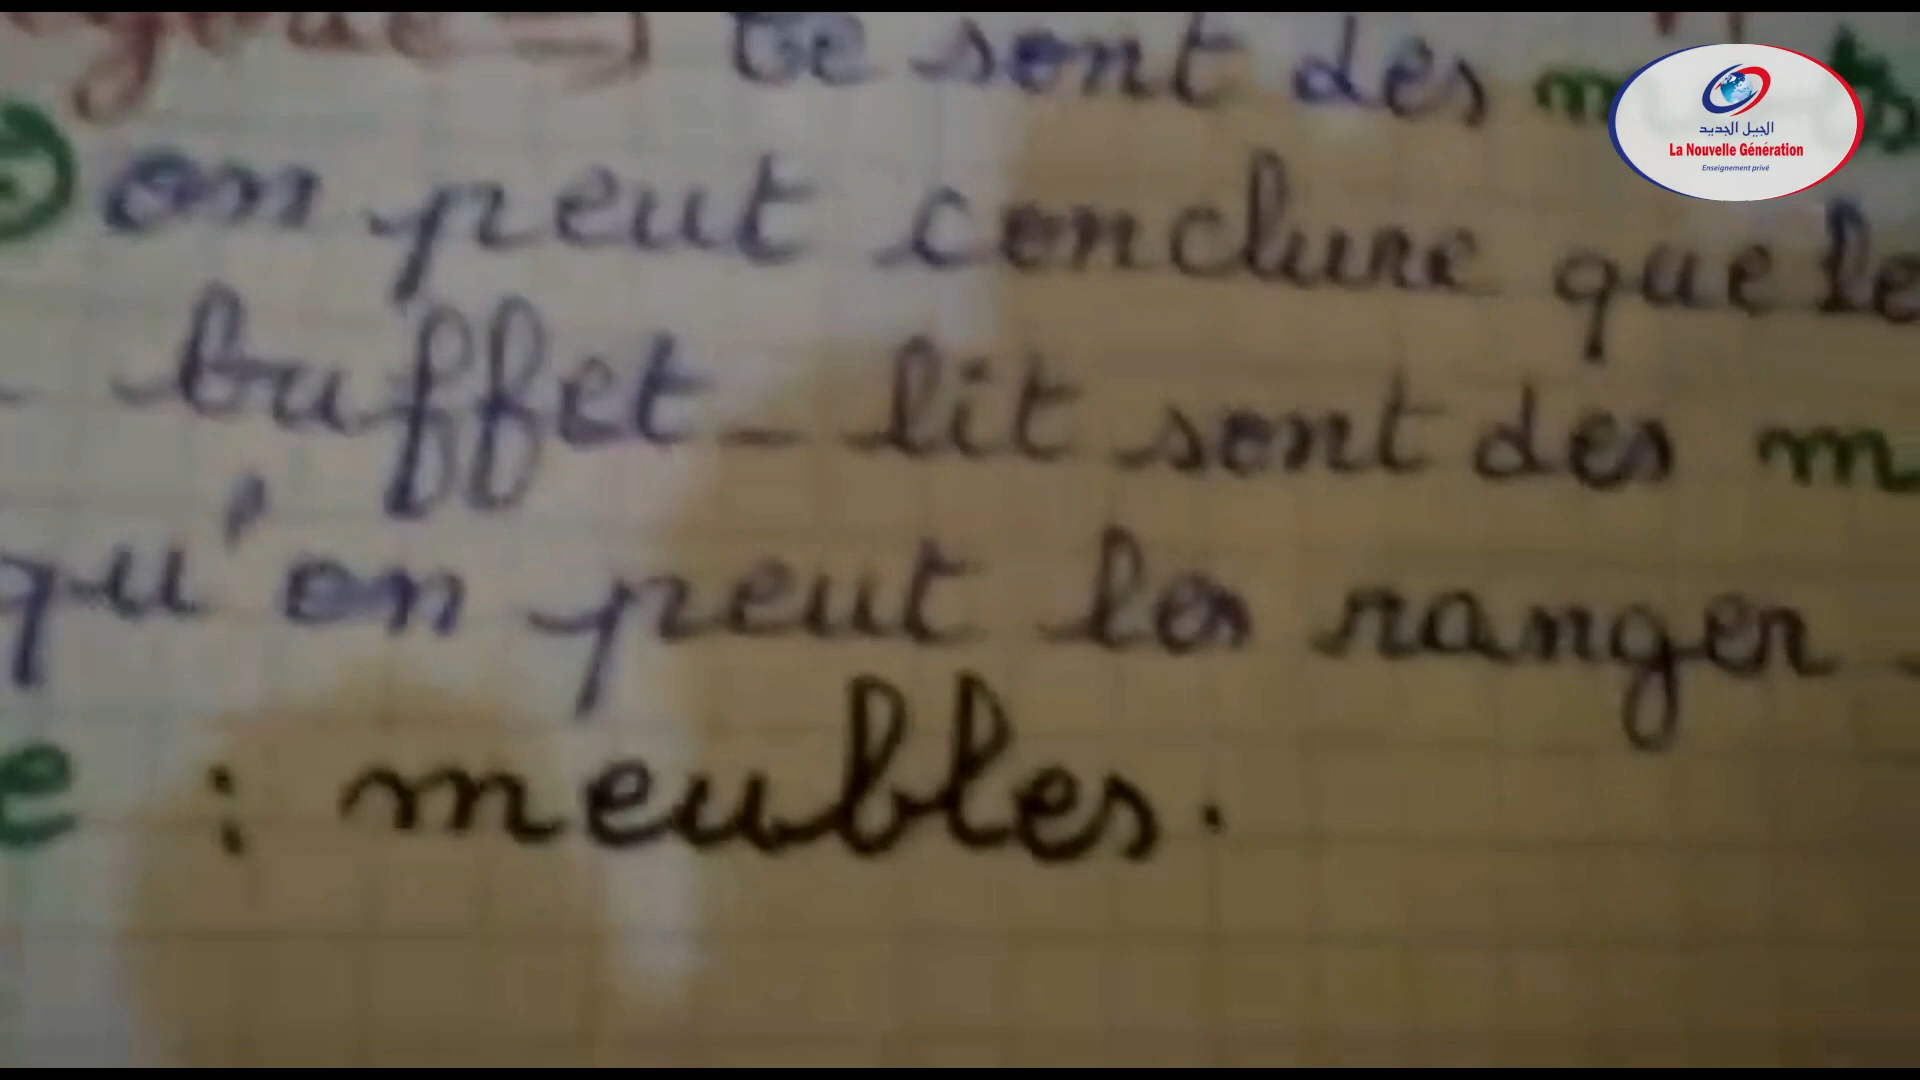 ce sont des
on peut conclure que le
- buffet - lit sont des m
qu'on peut les ranger -
e : meubles.
الجيل الجديد
La Nouvelle Génération
Enseignement privé